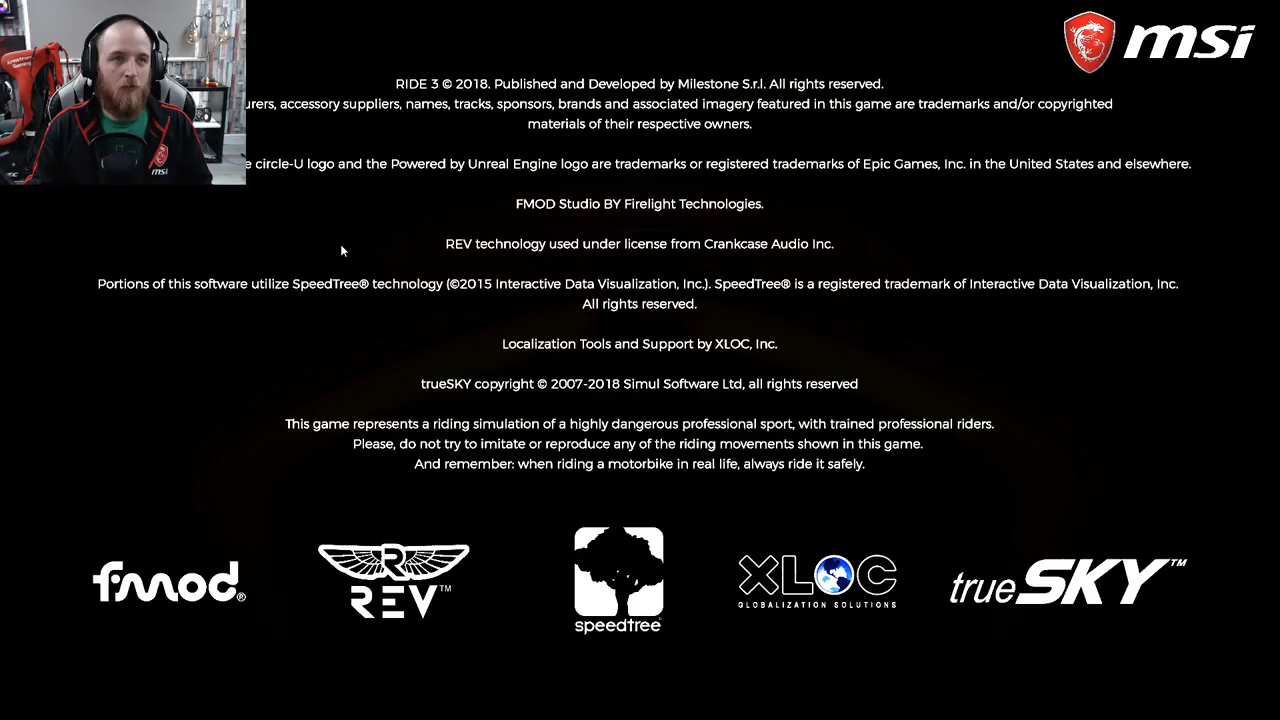 msi
RIDE 3 © 2018. Published and Developed by Milestone S.r.l. All rights reserved.
accessory suppliers, names, tracks, sponsors, brands and associated imagery featured in this game are trademarks and/or copyrighted
materials of their respective owners.
circle-U logo and the Powered by Unreal Engine logo are trademarks or registered trademarks of Epic Games, Inc. in the United States and elsewhere.
FMOD Studio BY Firelight Technologies.
REV technology used under license from Crankcase Audio Inc.
Portions of this software utilize SpeedTree® technology (©2015 Interactive Data Visualization, Inc.). SpeedTree® is a registered trademark of Interactive Data Visualization, Inc.
All rights reserved.
Localization Tools and Support by XLOC, Inc.
trueSKY copyright © 2007-2018 Simul Software Ltd, all rights reserved
This game represents a riding simulation of a highly dangerous professional sport, with trained professional riders.
Please, do not try to imitate or reproduce any of the riding movements shown in this game.
And remember: when riding a motorbike in real life, always ride it safely.
fmod®
R
REV™
speedtree
XLOC
GLOBALIZATION SOLUTIONS
trueSKY™
msi